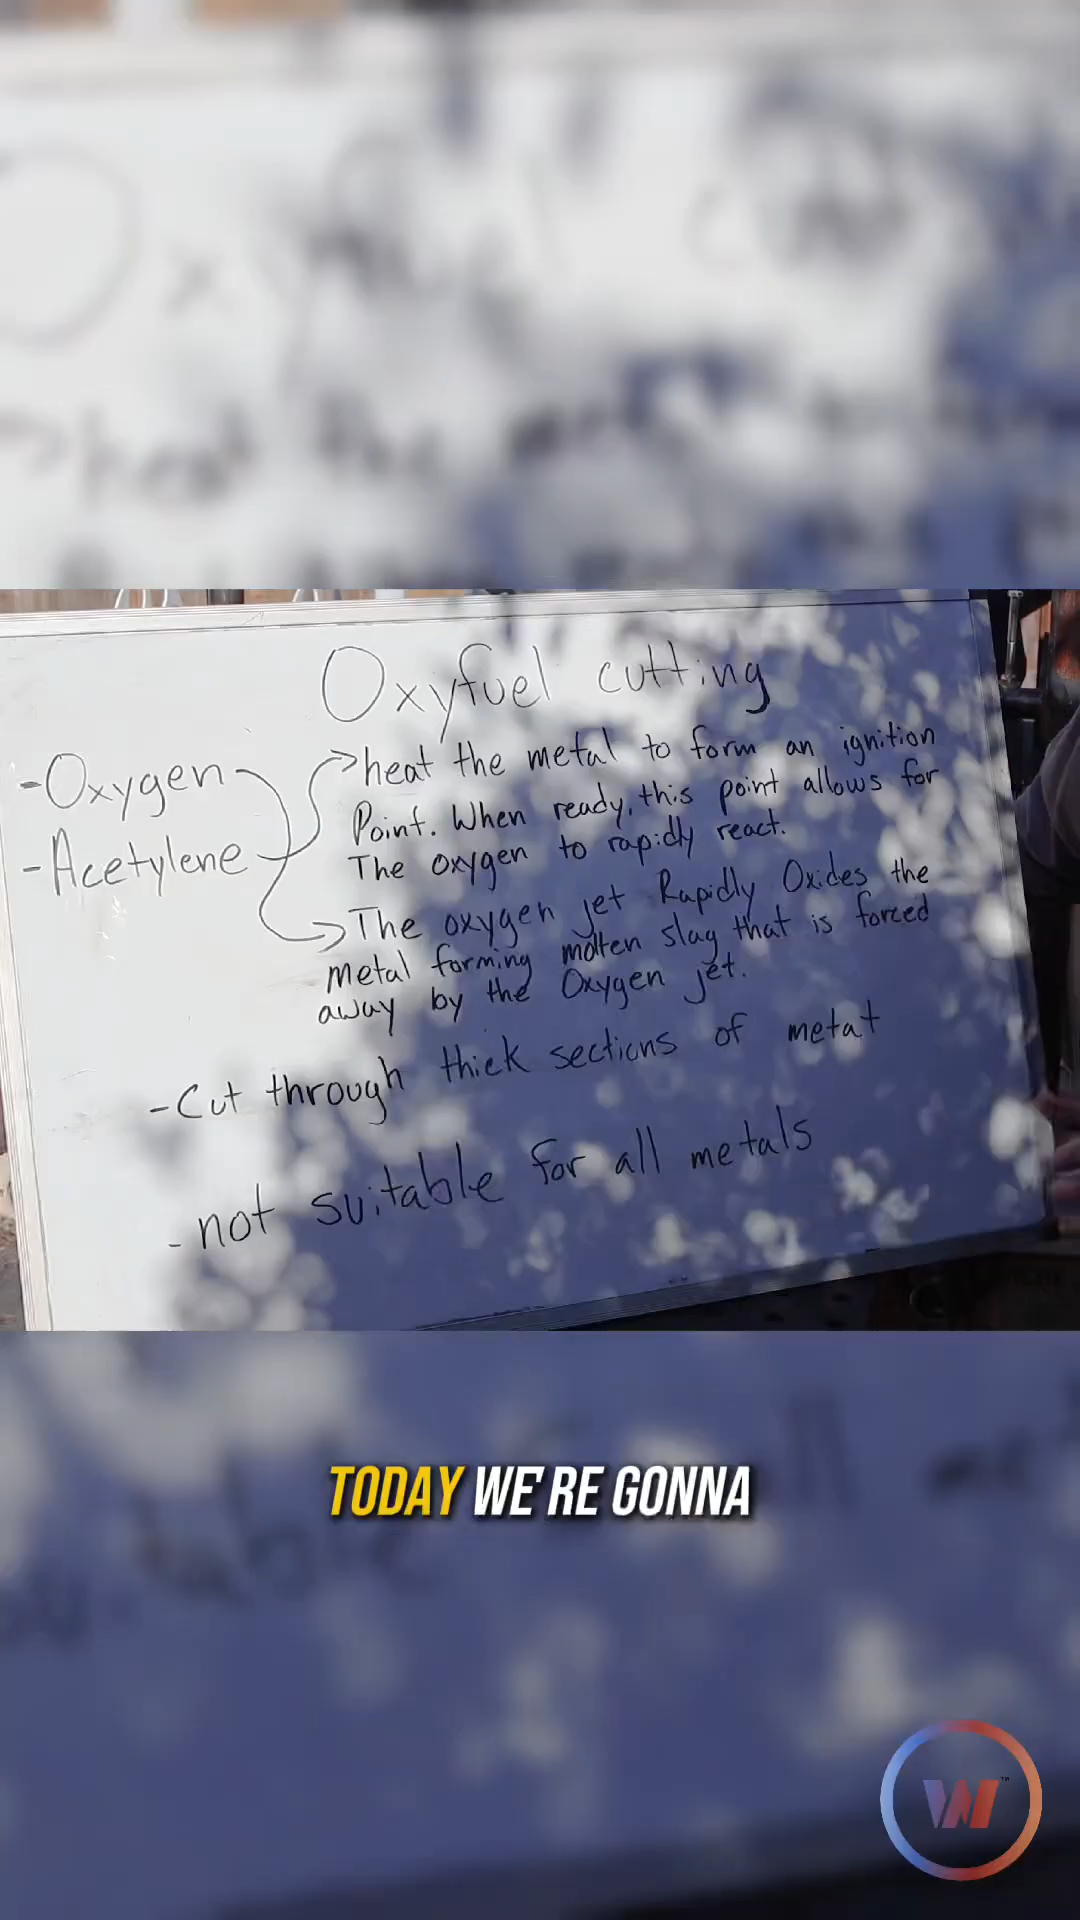 Oxyfuel cutting
-Oxygen
-Acetylene
heat the metal to form an ignition
Point. When ready, this point allows for
The oxygen to rapidly react.
The oxygen jet Rapidly Oxides the
metal forming molten slag that is forced
away by the Oxygen jet.
-Cut through thick sections of metal
-not suitable for all metals
TODAY WE'RE GONNA
W™